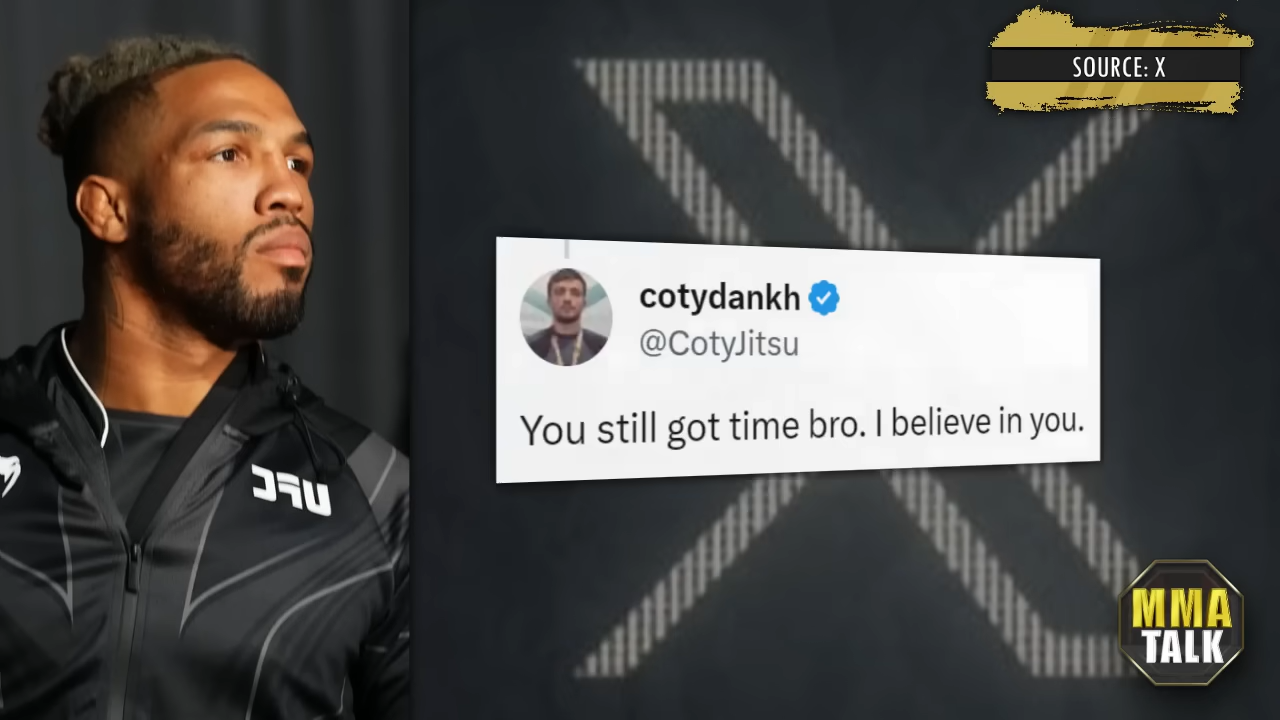 SOURCE: X
cotydankh
@CotyJitsu
You still got time bro. I believe in you.
UFC
MMA
TALK